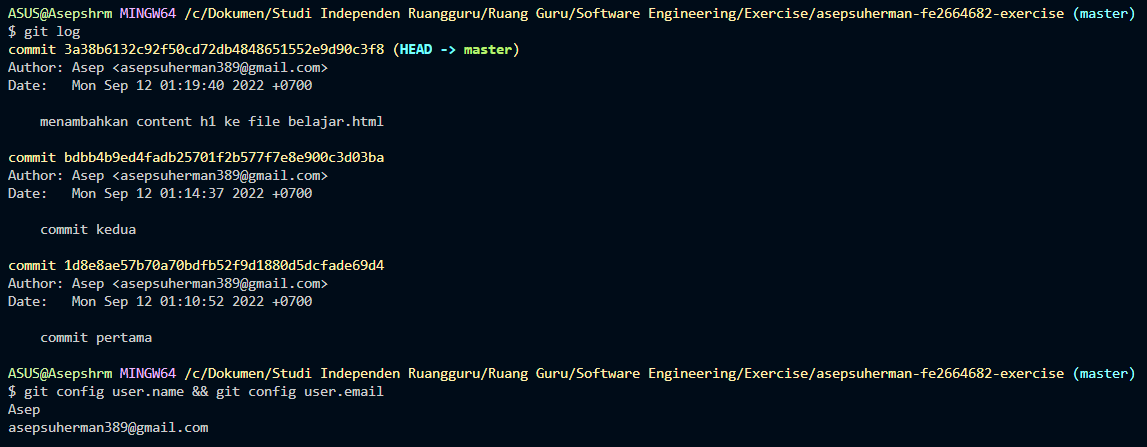 ASUS@Asepshrm MINGW64 /c/Dokumen/Studi Independen Ruangguru/Ruang Guru/Software Engineering/Exercise/asepsuherman-fe2664682-exercise (master)
$ git log
commit 3a38b6132c92f50cd72db4848651552e9d90c3f8 (HEAD -> master)
Author: Asep <asepsuherman389@gmail.com>
Date:   Mon Sep 12 01:19:40 2022 +0700
    menambahkan content h1 ke file belajar.html
commit bdbb4b9ed4fadb25701f2b577f7e8e900c3d03ba
Author: Asep <asepsuherman389@gmail.com>
Date:   Mon Sep 12 01:14:37 2022 +0700
    commit kedua
commit 1d8e8ae57b70a70bdfb52f9d1880d5dcfade69d4
Author: Asep <asepsuherman389@gmail.com>
Date:   Mon Sep 12 01:10:52 2022 +0700
    commit pertama
ASUS@Asepshrm MINGW64 /c/Dokumen/Studi Independen Ruangguru/Ruang Guru/Software Engineering/Exercise/asepsuherman-fe2664682-exercise (master)
$ git config user.name && git config user.email
Asep
asepsuherman389@gmail.com